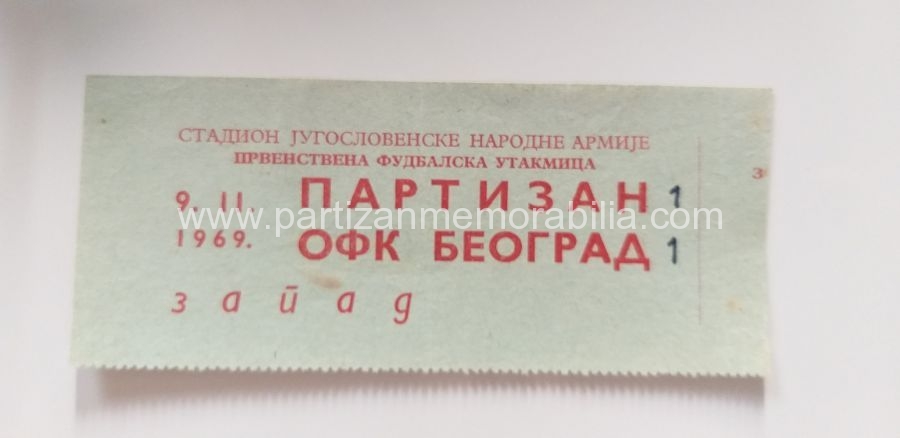 СТАДИОН ЈУГОСЛОВЕНСКЕ НАРОДНЕ АРМИЈЕ
ПРВЕНСТВЕНА ФУДБАЛСКА УТАКМИЦА
9. 11. ПАРТИЗАН 1
1969. ОФК БЕОГРАД 1
запад
www.partizanmemorabilia.com